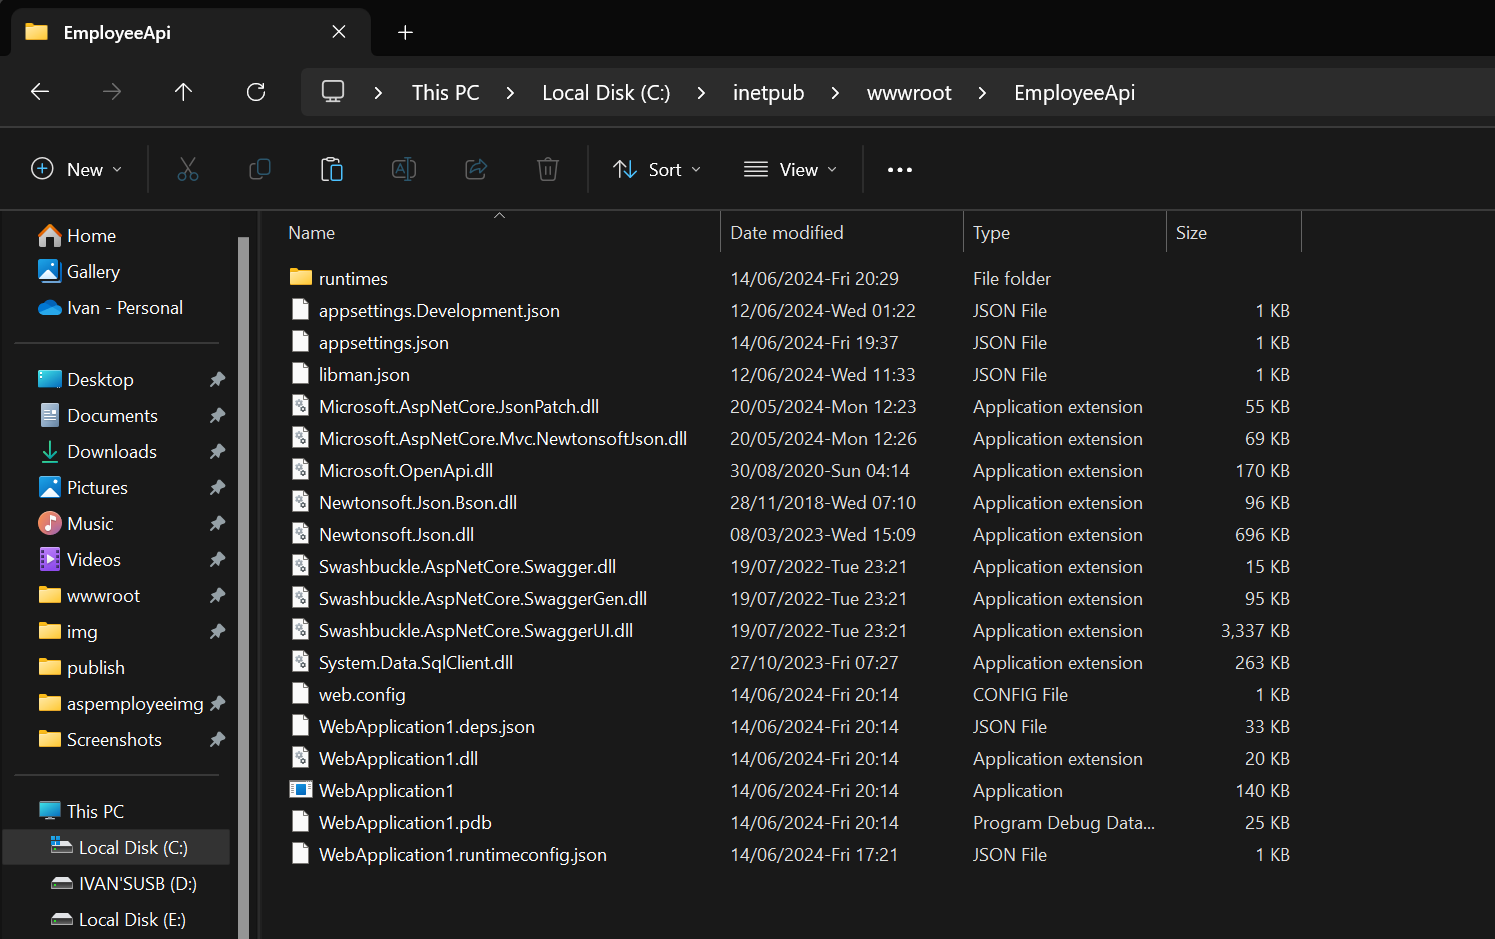 EmployeeApi
This PC > Local Disk (C:) > inetpub > wwwroot > EmployeeApi
New Sort View
Home
Gallery
Ivan - Personal
Desktop
Documents
Downloads
Pictures
Music
Videos
wwwroot
img
publish
aspemployeeimg
Screenshots
This PC
Local Disk (C:)
IVAN'SUSB (D:)
Local Disk (E:)
Name Date modified Type Size
runtimes 14/06/2024-Fri 20:29 File folder
appsettings.Development.json 12/06/2024-Wed 01:22 JSON File 1 KB
appsettings.json 14/06/2024-Fri 19:37 JSON File 1 KB
libman.json 12/06/2024-Wed 11:33 JSON File 1 KB
Microsoft.AspNetCore.JsonPatch.dll 20/05/2024-Mon 12:23 Application extension 55 KB
Microsoft.AspNetCore.Mvc.NewtonsoftJson.dll 20/05/2024-Mon 12:26 Application extension 69 KB
Microsoft.OpenApi.dll 30/08/2020-Sun 04:14 Application extension 170 KB
Newtonsoft.Json.Bson.dll 28/11/2018-Wed 07:10 Application extension 96 KB
Newtonsoft.Json.dll 08/03/2023-Wed 15:09 Application extension 696 KB
Swashbuckle.AspNetCore.Swagger.dll 19/07/2022-Tue 23:21 Application extension 15 KB
Swashbuckle.AspNetCore.SwaggerGen.dll 19/07/2022-Tue 23:21 Application extension 95 KB
Swashbuckle.AspNetCore.SwaggerUI.dll 19/07/2022-Tue 23:21 Application extension 3,337 KB
System.Data.SqlClient.dll 27/10/2023-Fri 07:27 Application extension 263 KB
web.config 14/06/2024-Fri 20:14 CONFIG File 1 KB
WebApplication1.deps.json 14/06/2024-Fri 20:14 JSON File 33 KB
WebApplication1.dll 14/06/2024-Fri 20:14 Application extension 20 KB
WebApplication1 14/06/2024-Fri 20:14 Application 140 KB
WebApplication1.pdb 14/06/2024-Fri 20:14 Program Debug Data... 25 KB
WebApplication1.runtimeconfig.json 14/06/2024-Fri 17:21 JSON File 1 KB